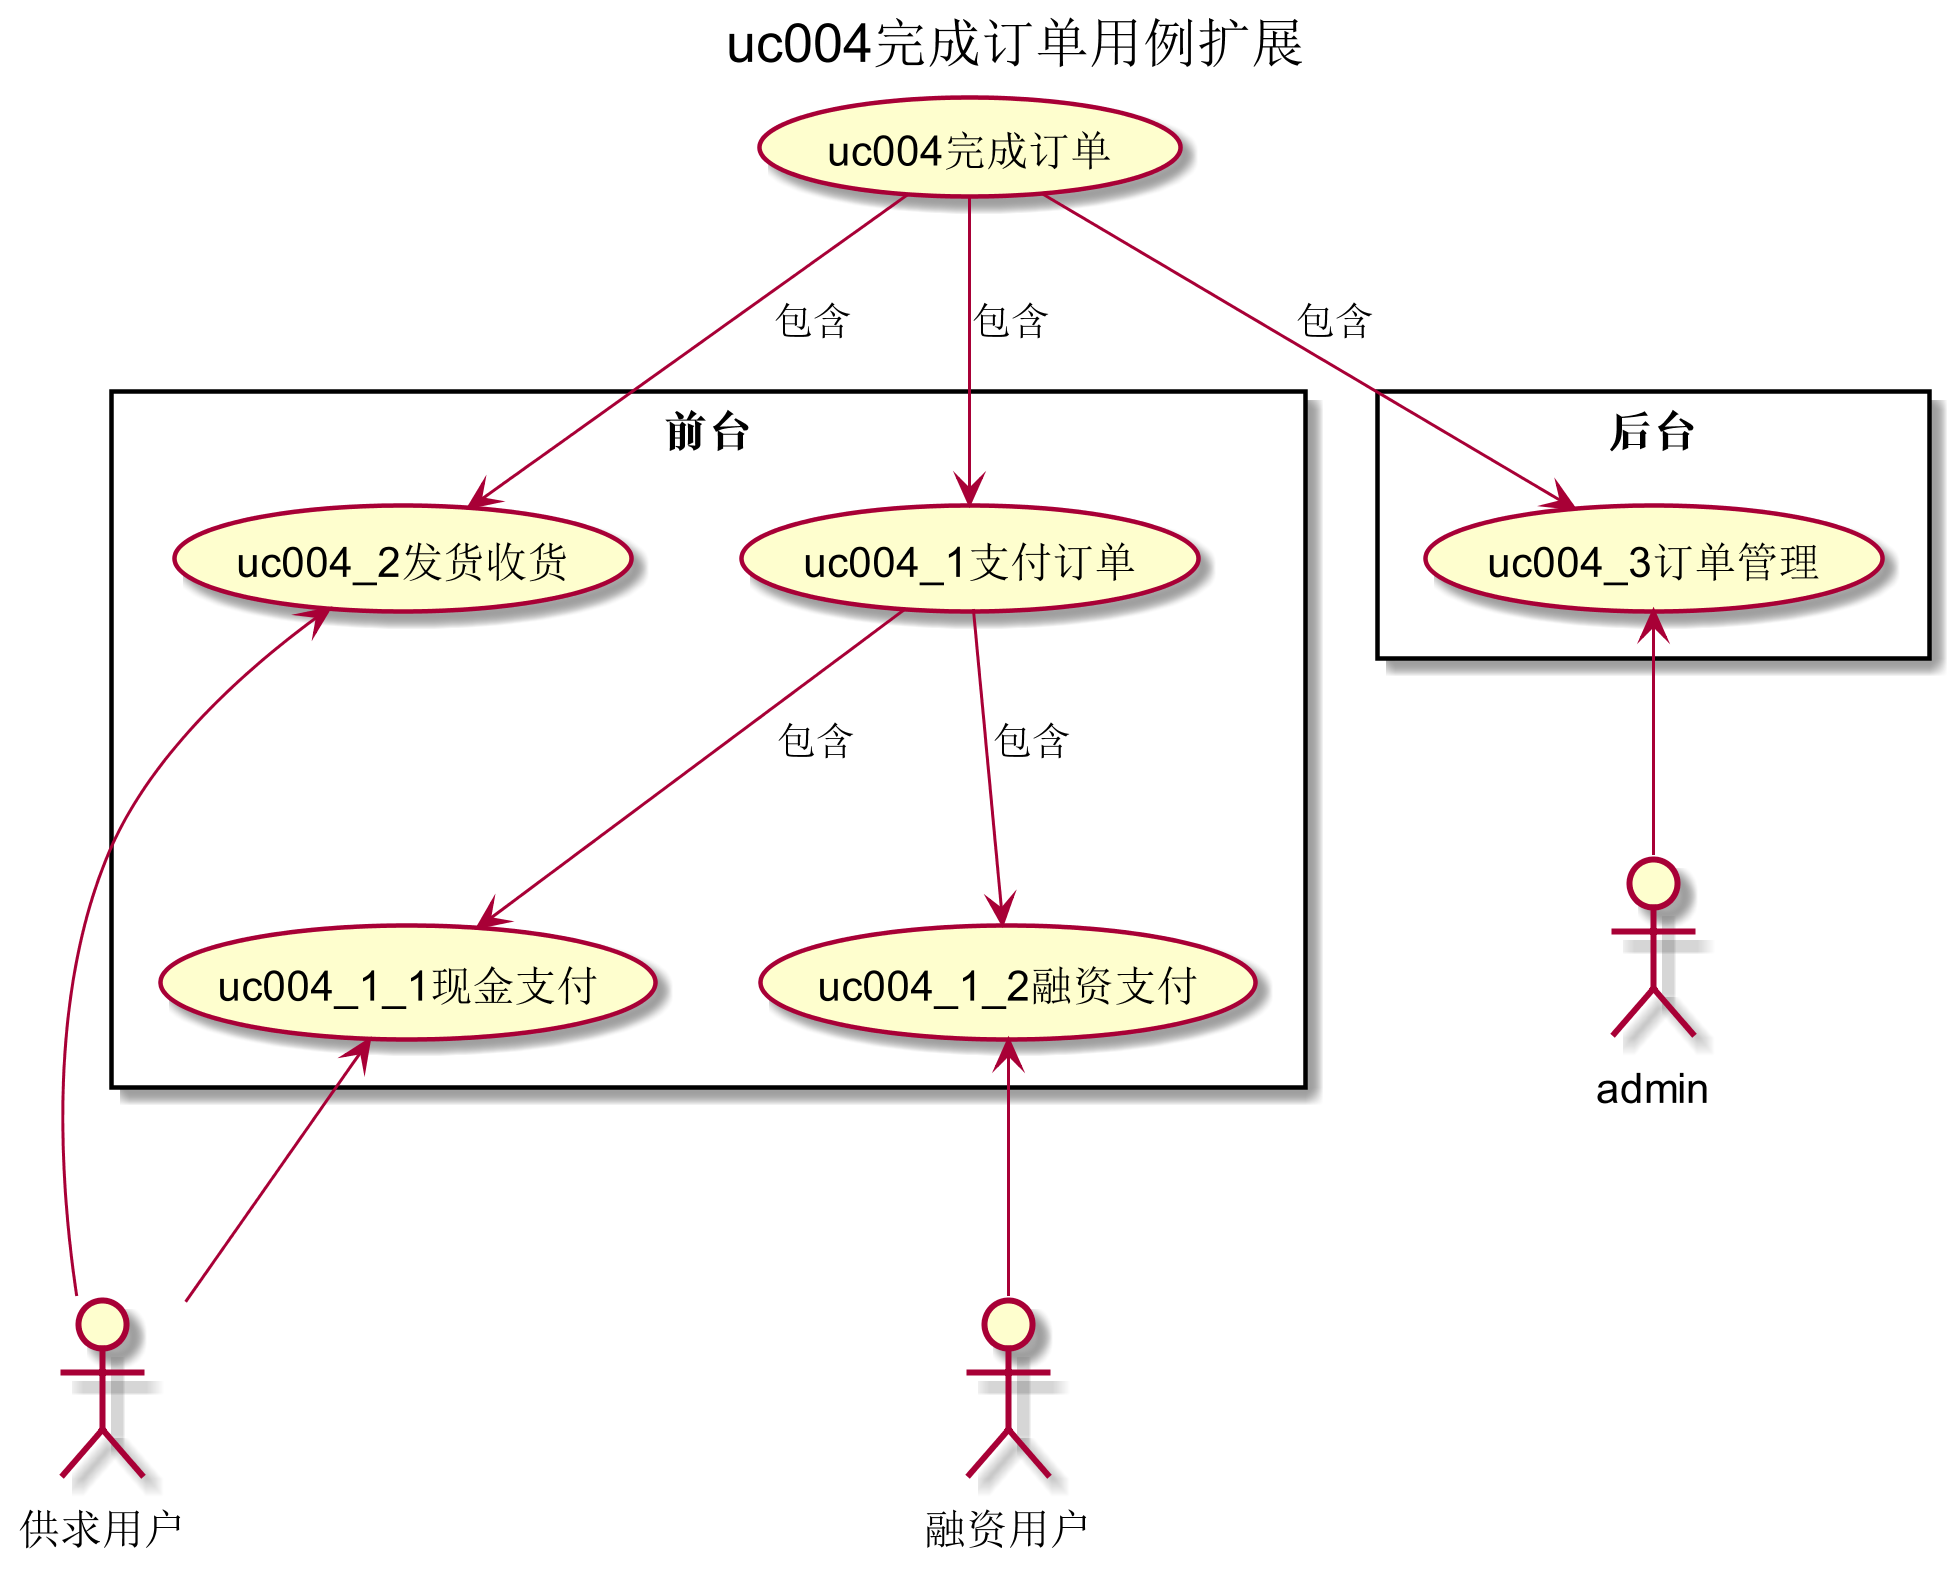 uc004完成订单用例扩展
uc004完成订单
包含
包含
包含
前台
后台
uc004_2发货收货
uc004_1支付订单
uc004_3订单管理
包含
包含
uc004_1_1现金支付
uc004_1_2融资支付
admin
供求用户
融资用户